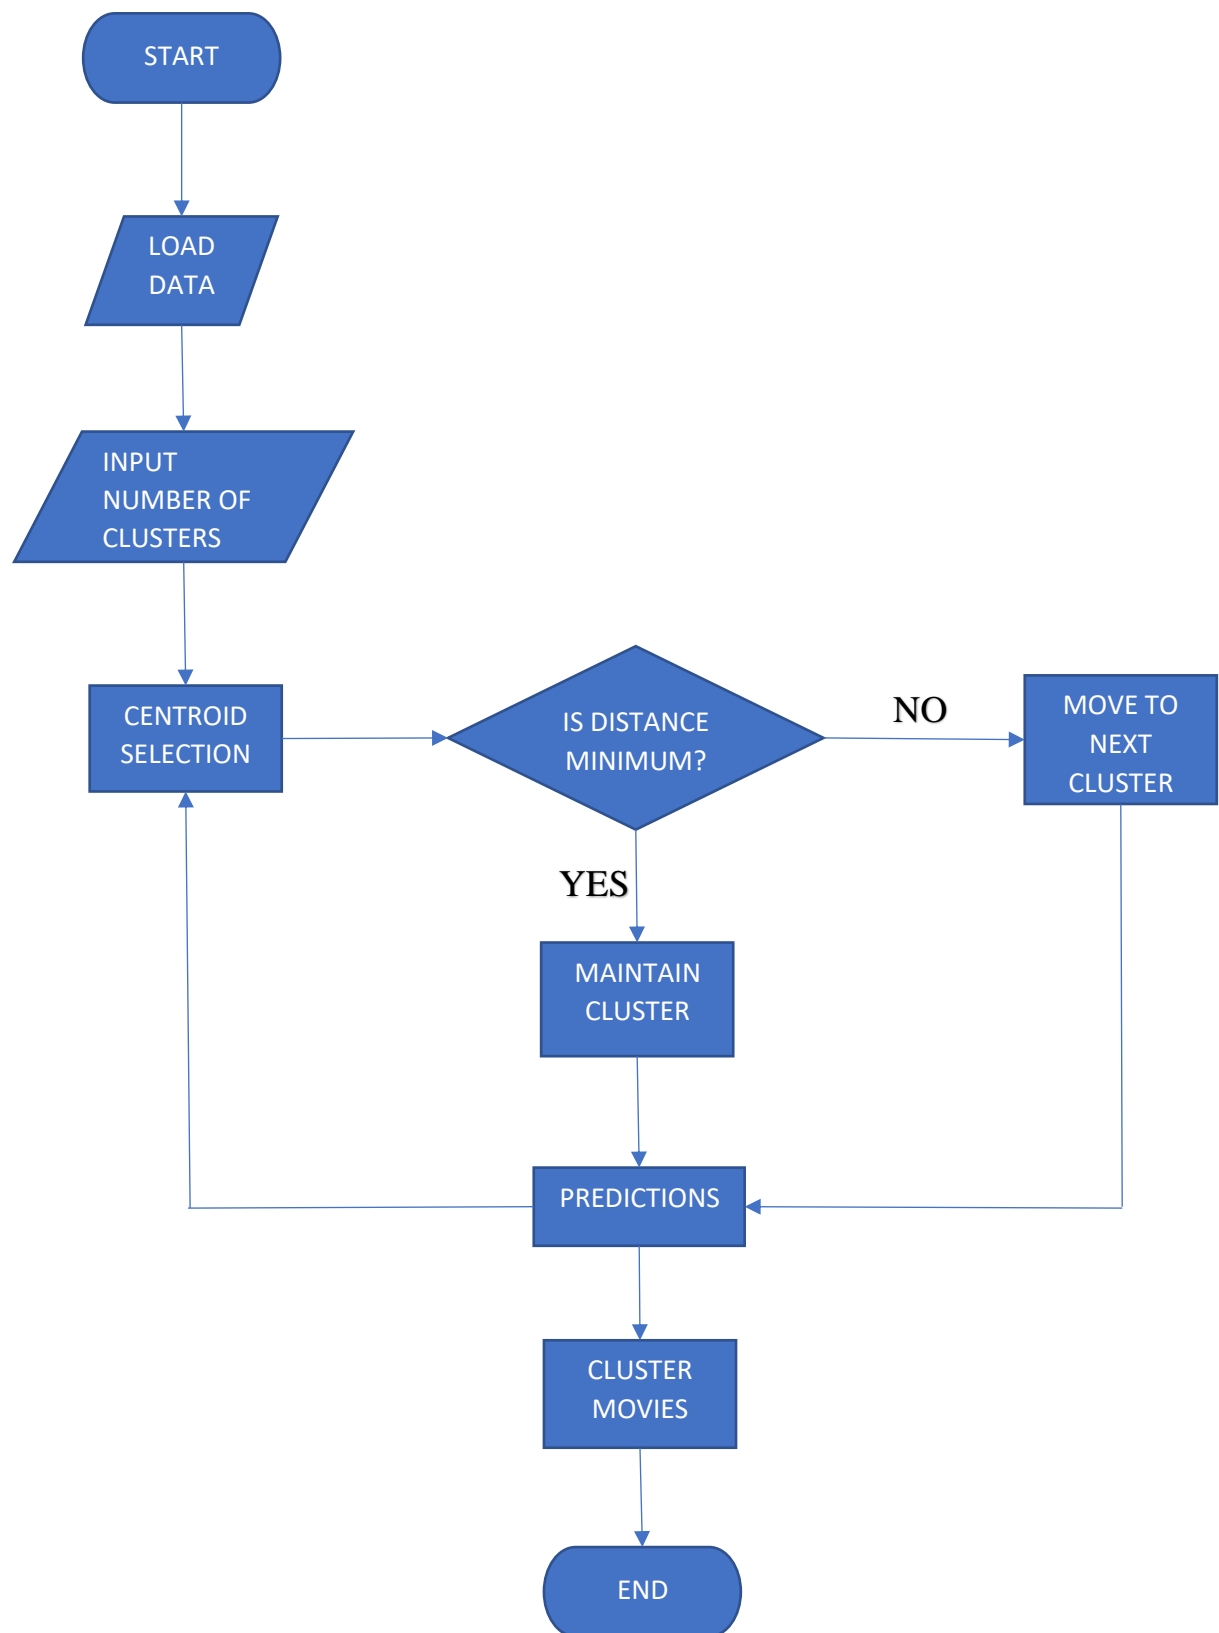 START
LOAD
DATA
INPUT
NUMBER OF
CLUSTERS
CENTROID
SELECTION
IS DISTANCE
MINIMUM?
NO
MOVE TO
NEXT
CLUSTER
YES
MAINTAIN
CLUSTER
PREDICTIONS
CLUSTER
MOVIES
END